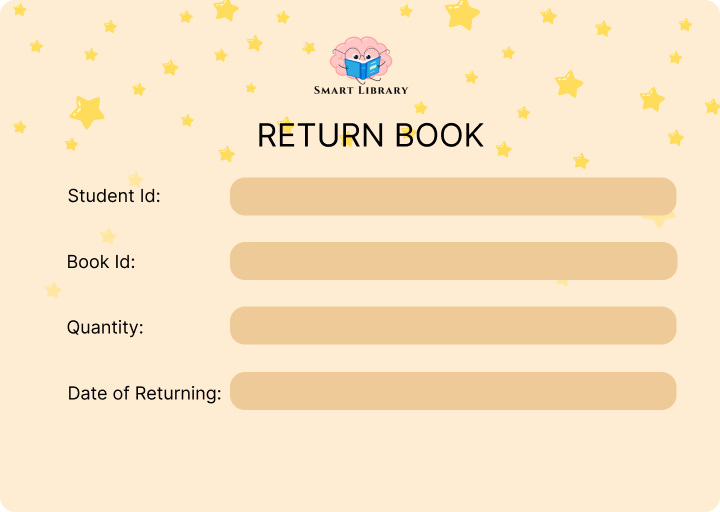 SMART LIBRARY
RETURN BOOK
Student Id:
Book Id:
Quantity:
Date of Returning: